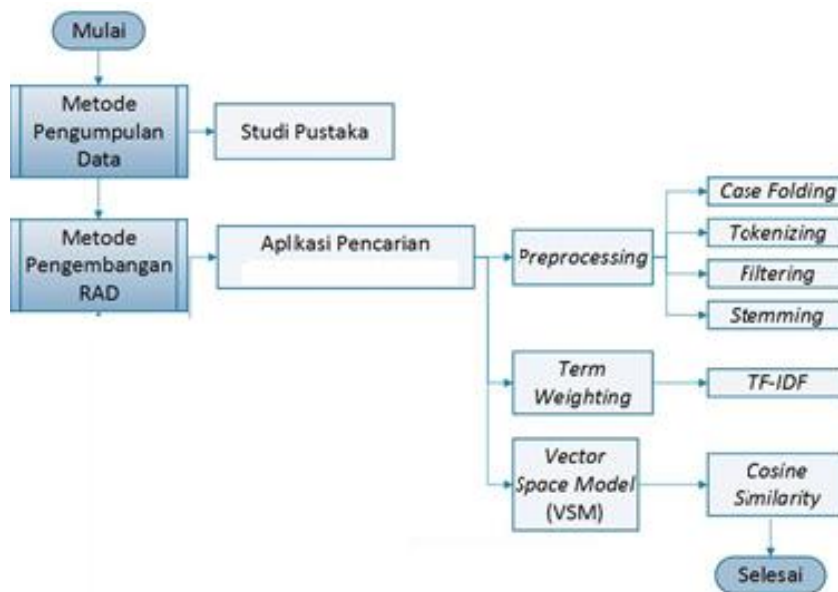 Mulai
Metode
Pengumpulan
Data
Studi Pustaka
Metode
Pengembangan
RAD
Aplikasi Pencarian
Preprocessing
Case Folding
Tokenizing
Filtering
Stemming
Term
Weighting
TF-IDF
Vector
Space Model
(VSM)
Cosine
Similarity
Selesai